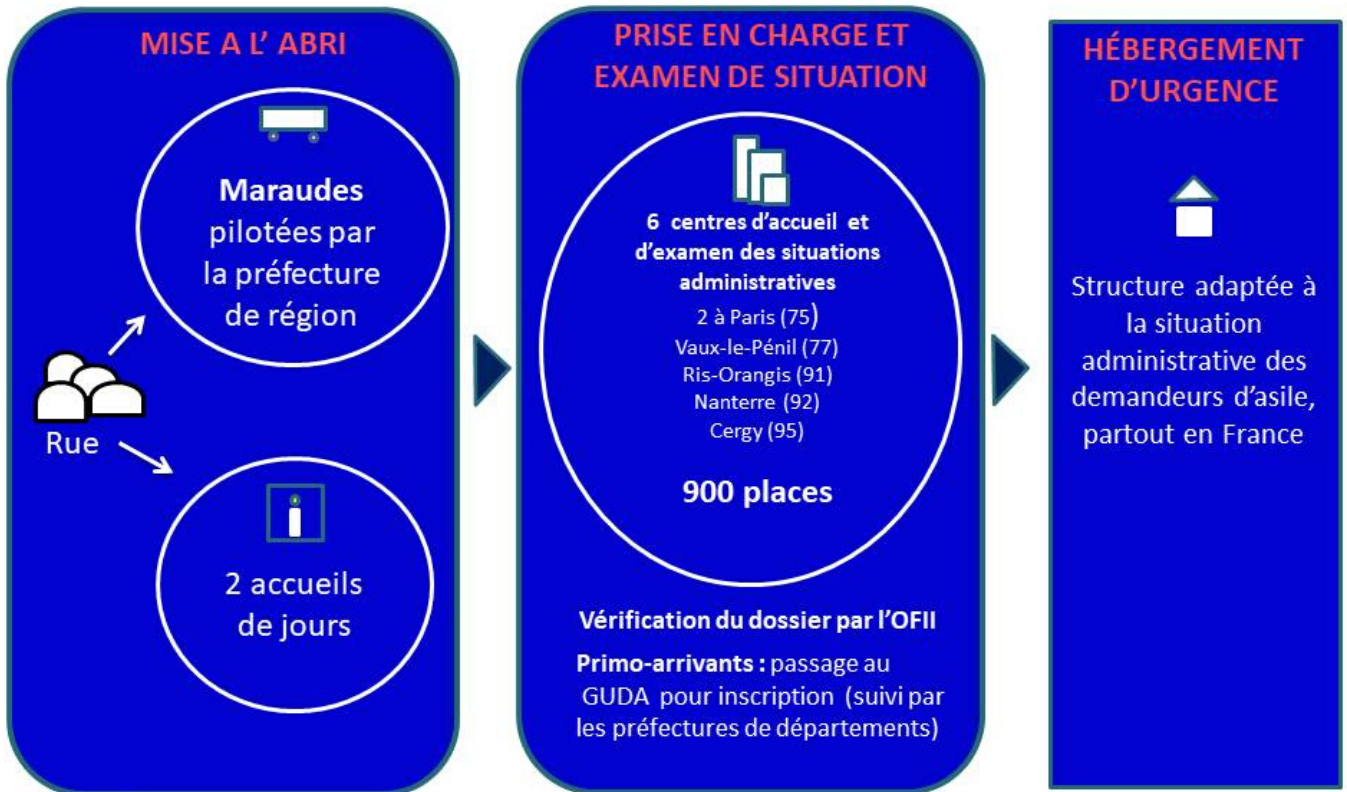 MISE A L' ABRI
Maraudes
pilotées par
la préfecture
de région
Rue
2 accueils
de jours
PRISE EN CHARGE ET
EXAMEN DE SITUATION
6 centres d'accueil et
d'examen des situations
administratives
2 à Paris (75)
Vaux-le-Pénil (77)
Ris-Orangis (91)
Nanterre (92)
Cergy (95)
900 places
Vérification du dossier par l'OFII
Primo-arrivants : passage au
GUDA pour inscription (suivi par
les préfectures de départements)
HÉBERGEMENT
D'URGENCE
Structure adaptée à
la situation
administrative des
demandeurs d'asile,
partout en France